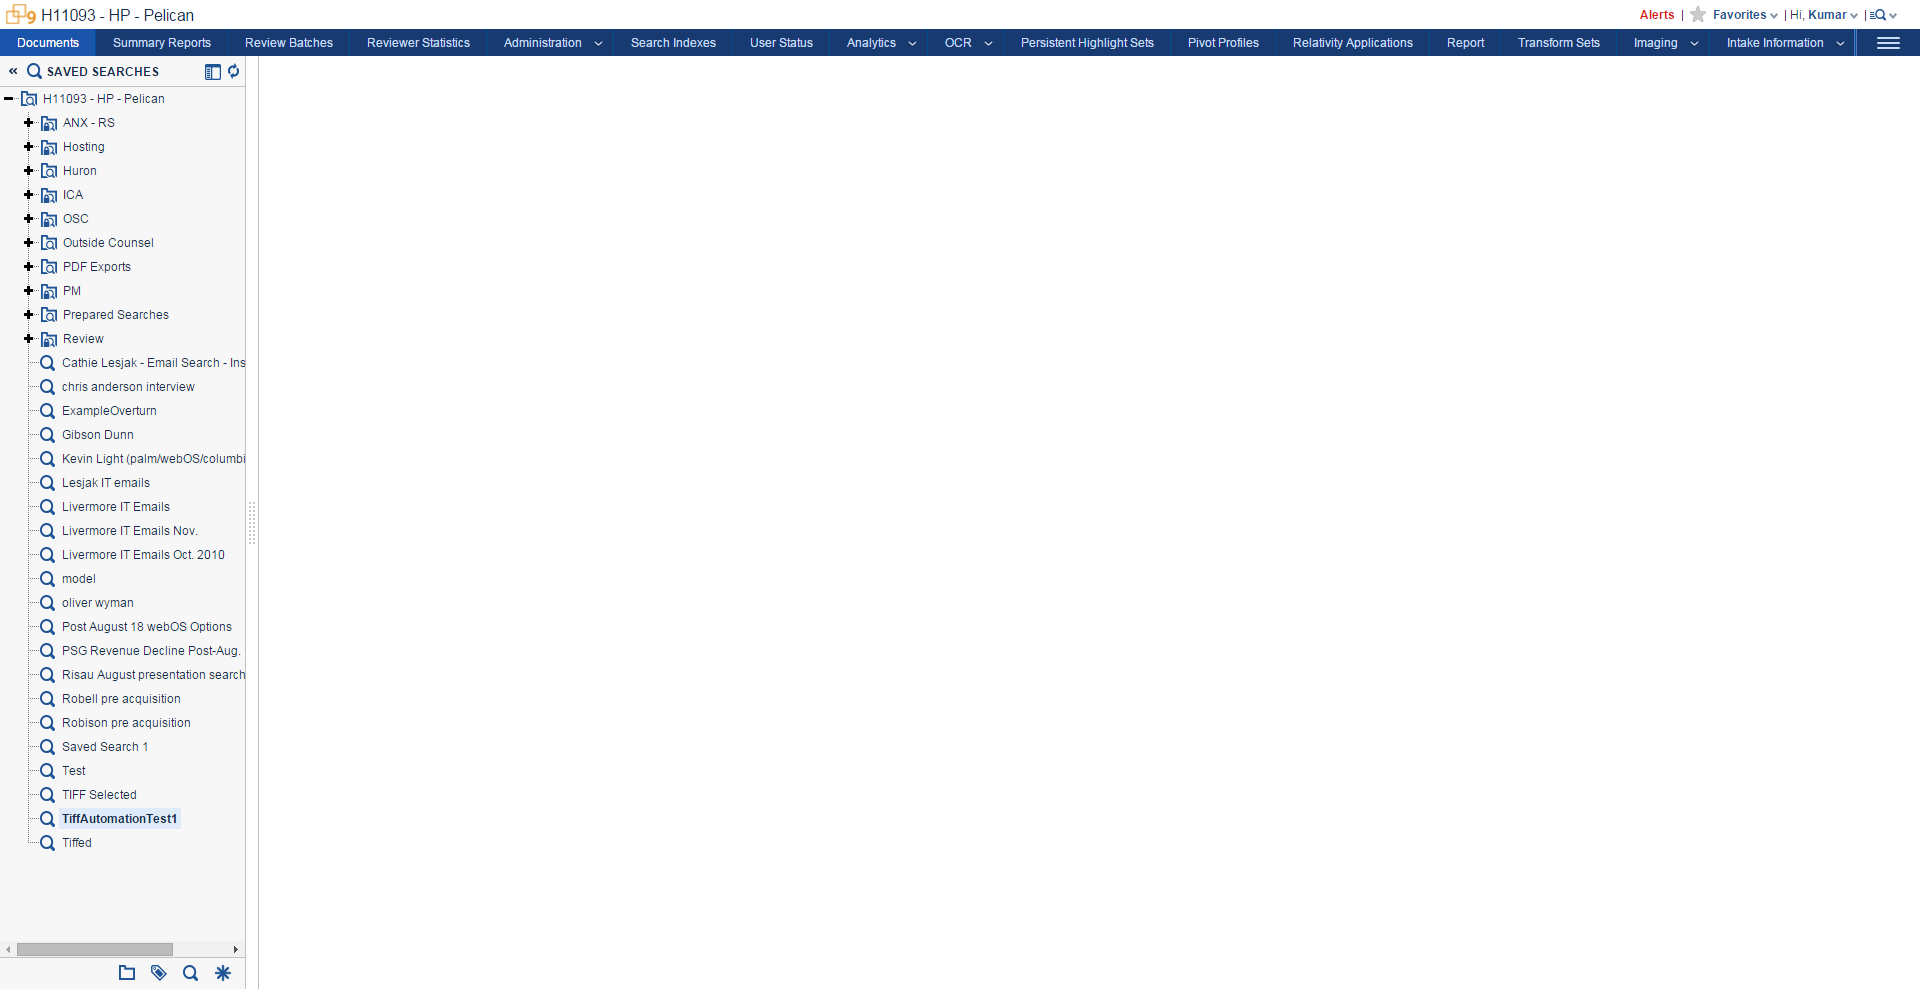 9 H11093 - HP - Pelican
Alerts | Favorites | Hi, Kumar |
Documents Summary Reports Review Batches Reviewer Statistics Administration Search Indexes User Status Analytics OCR Persistent Highlight Sets Pivot Profiles Relativity Applications Report Transform Sets Imaging Intake Information
« SAVED SEARCHES
H11093 - HP - Pelican
ANX - RS
Hosting
Huron
ICA
OSC
Outside Counsel
PDF Exports
PM
Prepared Searches
Review
Cathie Lesjak - Email Search - Ins
chris anderson interview
ExampleOverturn
Gibson Dunn
Kevin Light (palm/webOS/columbi
Lesjak IT emails
Livermore IT Emails
Livermore IT Emails Nov.
Livermore IT Emails Oct. 2010
model
oliver wyman
Post August 18 webOS Options
PSG Revenue Decline Post-Aug.
Risau August presentation search
Robell pre acquisition
Robison pre acquisition
Saved Search 1
Test
TIFF Selected
TiffAutomationTest1
Tiffed